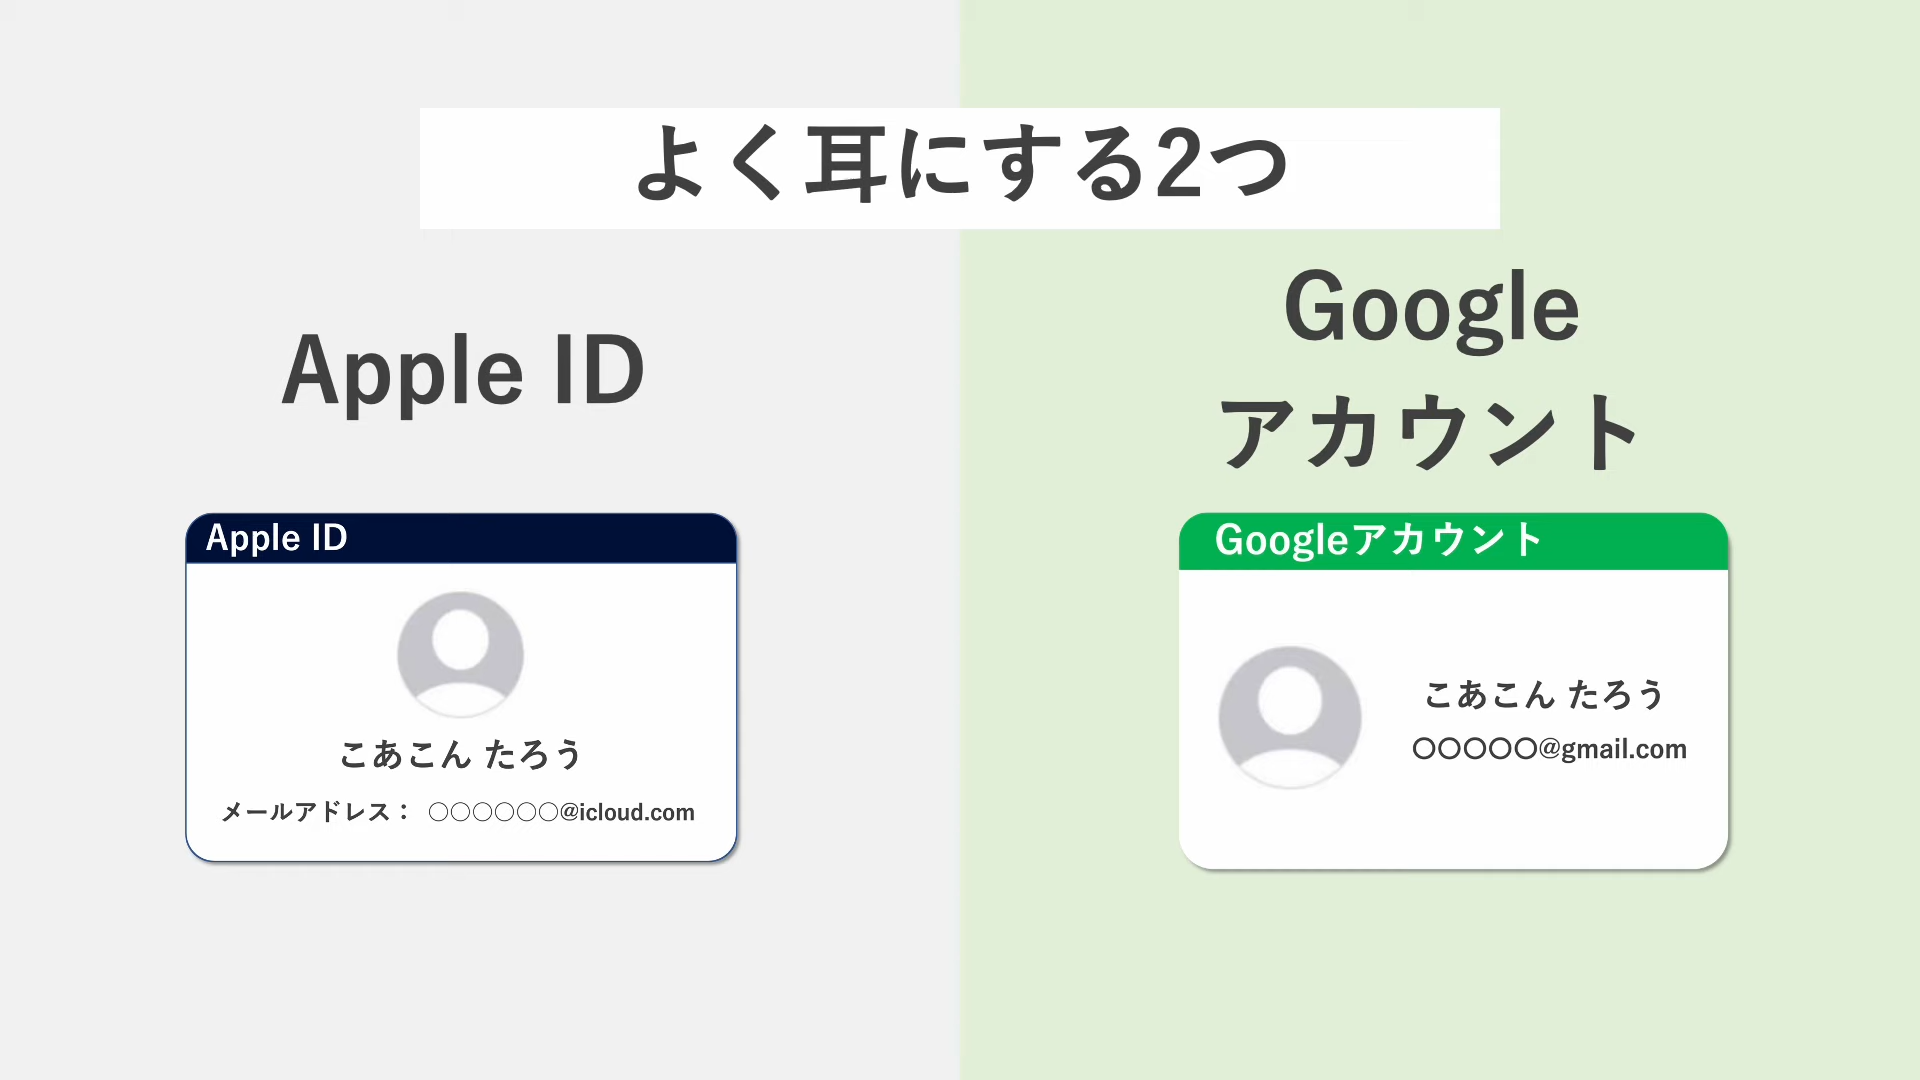 よく耳にする2つ
Apple ID
Google
アカウント
Apple ID
こあこん たろう
メールアドレス： ○○○○○○@icloud.com
Googleアカウント
こあこん たろう
○○○○○@gmail.com